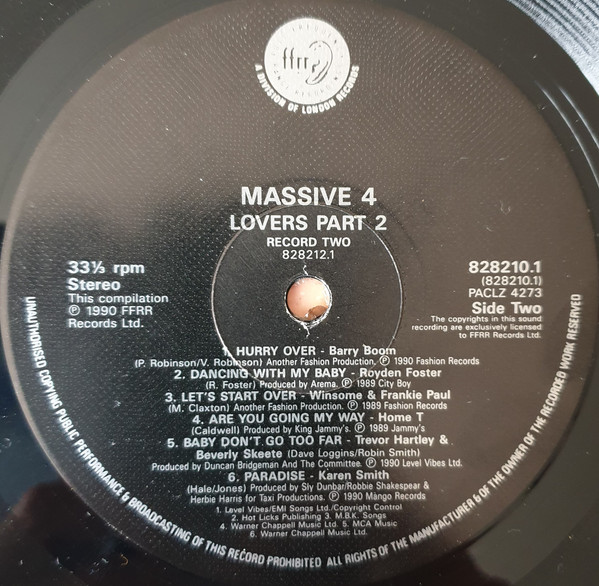 ffrr
A DIVISION OF LONDON RECORDS
MASSIVE 4
LOVERS PART 2
RECORD TWO
828212.1
33⅓ rpm
Stereo
This compilation
Ⓟ 1990 FFRR
Records Ltd.
828210.1
(828210.1)
PACLZ 4273
Side Two
The copyrights in this sound
recording are exclusively licensed
to FFRR Records Ltd.
1. HURRY OVER - Barry Boom
(P. Robinson/V. Robinson) Another Fashion Production. Ⓟ 1990 Fashion Records
2. DANCING WITH MY BABY - Royden Foster
(R. Foster) Produced by Arema. Ⓟ 1989 City Boy
3. LET'S START OVER - Winsome & Frankie Paul
(M. Claxton) Another Fashion Production. Ⓟ 1989 Fashion Records
4. ARE YOU GOING MY WAY - Home T
(Caldwell) Produced by King Jammy's. Ⓟ 1989 Jammy's
5. BABY DON'T GO TOO FAR - Trevor Hartley &
Beverly Skeete (Dave Loggins/Robin Smith)
Produced by Duncan Bridgeman And The Committee. Ⓟ 1990 Level Vibes Ltd.
6. PARADISE - Karen Smith
(Hale/Jones) Produced by Sly Dunbar/Robbie Shakespear &
Herbie Harris for Taxi Productions. Ⓟ 1990 Mango Records
1. Level Vibes/EMI Songs Ltd./Copyright Control
2. Hot Licks Publishing 3. M.B.K. Songs
4. Warner Chappell Music Ltd. 5. MCA Music
6. Warner Chappell Music Ltd.
UNAUTHORISED COPYING PUBLIC PERFORMANCE & BROADCASTING OF THIS RECORD PROHIBITED ALL RIGHTS OF THE MANUFACTURER & OF THE OWNER OF THE RECORDED WORK RESERVED